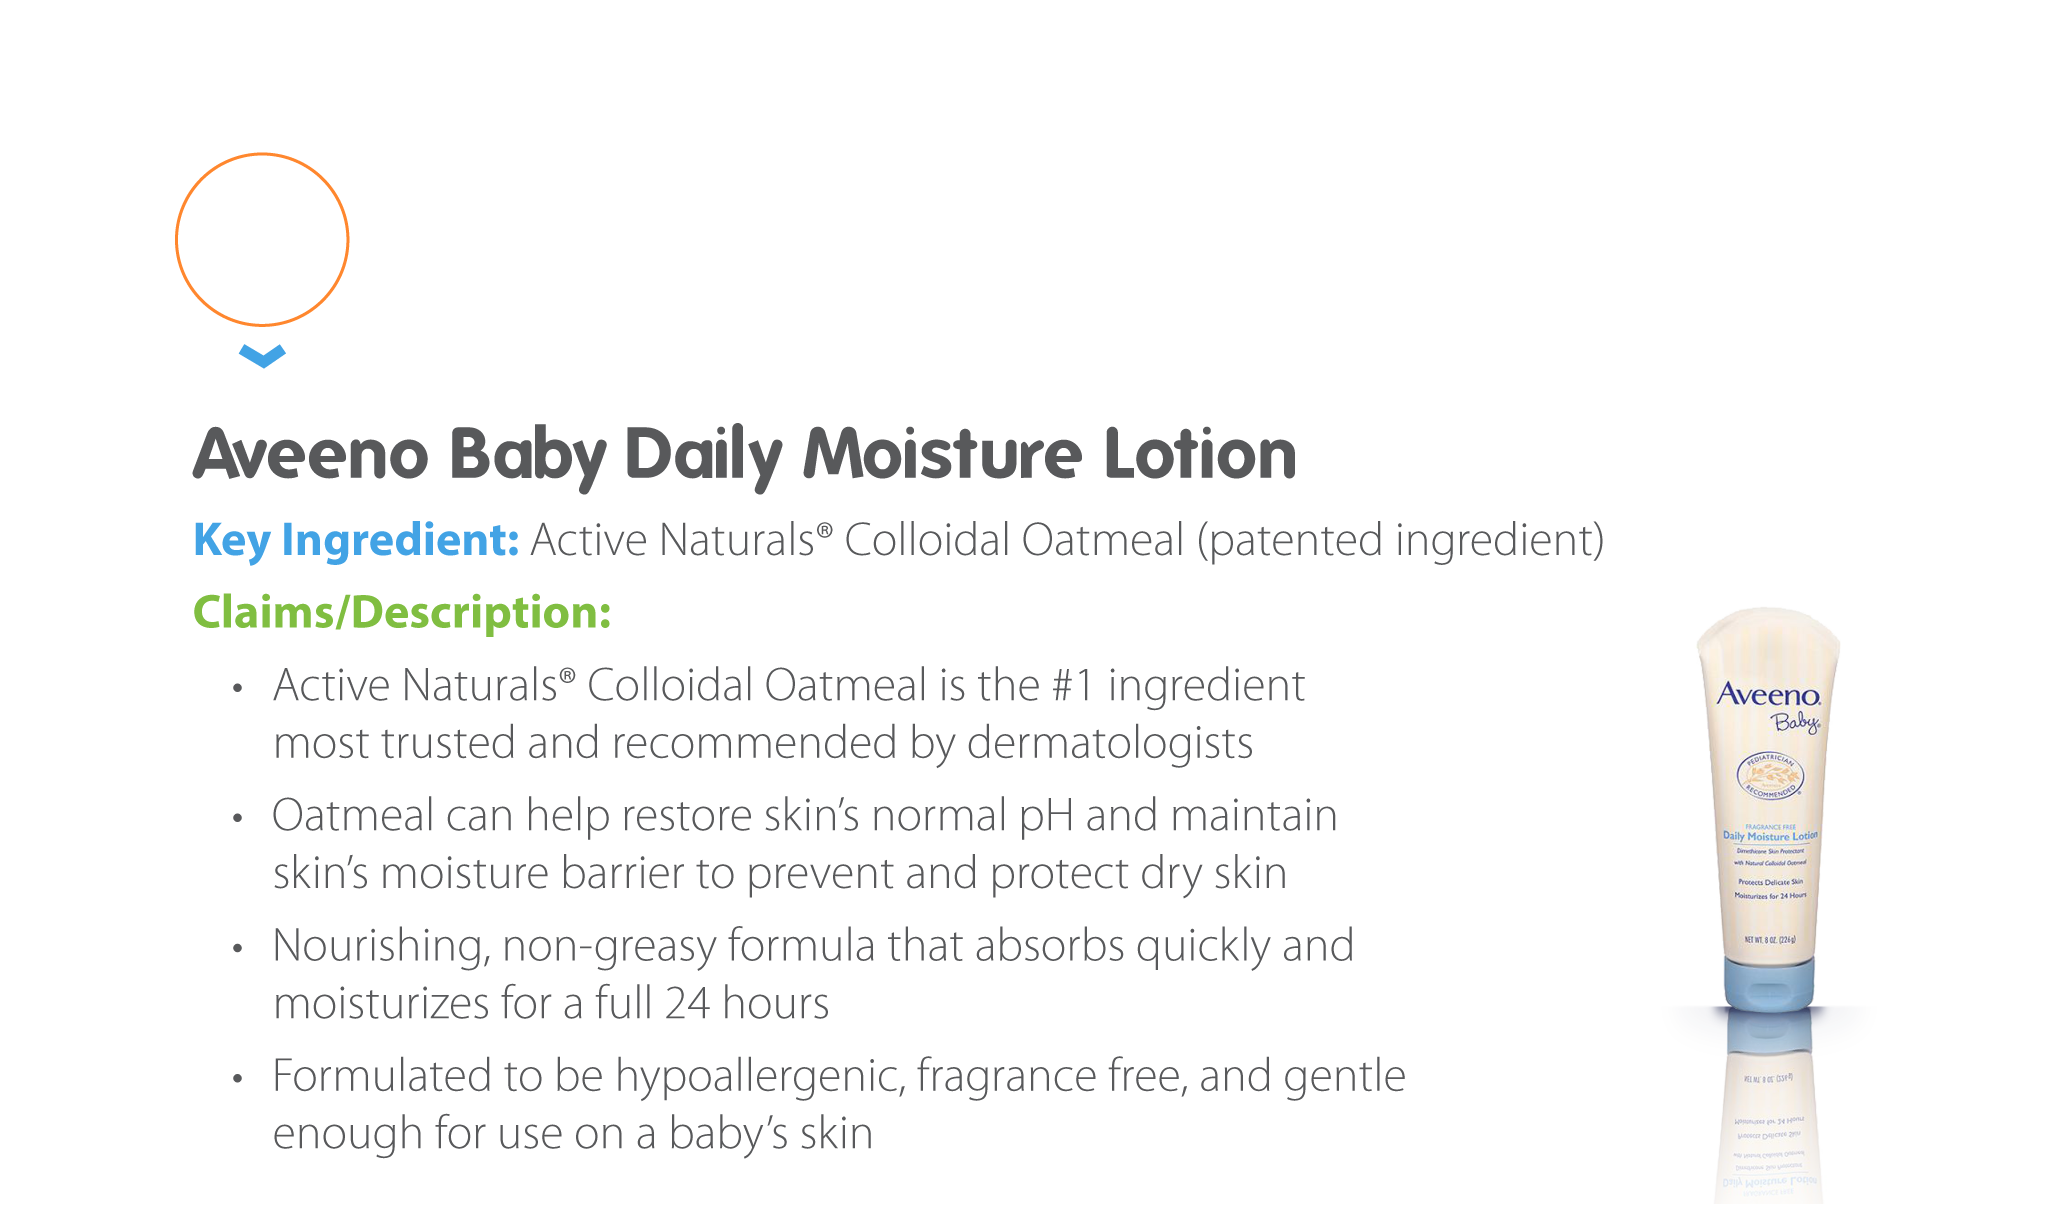 Aveeno Baby Daily Moisture Lotion
Key Ingredient: Active Naturals® Colloidal Oatmeal (patented ingredient)
Claims/Description:
• Active Naturals® Colloidal Oatmeal is the #1 ingredient
most trusted and recommended by dermatologists
• Oatmeal can help restore skin’s normal pH and maintain
skin’s moisture barrier to prevent and protect dry skin
• Nourishing, non-greasy formula that absorbs quickly and
moisturizes for a full 24 hours
• Formulated to be hypoallergenic, fragrance free, and gentle
enough for use on a baby’s skin
Aveeno®
Baby®
PEDIATRICIAN
RECOMMENDED®
FRAGRANCE FREE
Daily Moisture Lotion
Dimethicone Skin Protectant
with Natural Colloidal Oatmeal
Protects Delicate Skin
Moisturizes for 24 Hours
NET WT. 8 OZ. (226g)